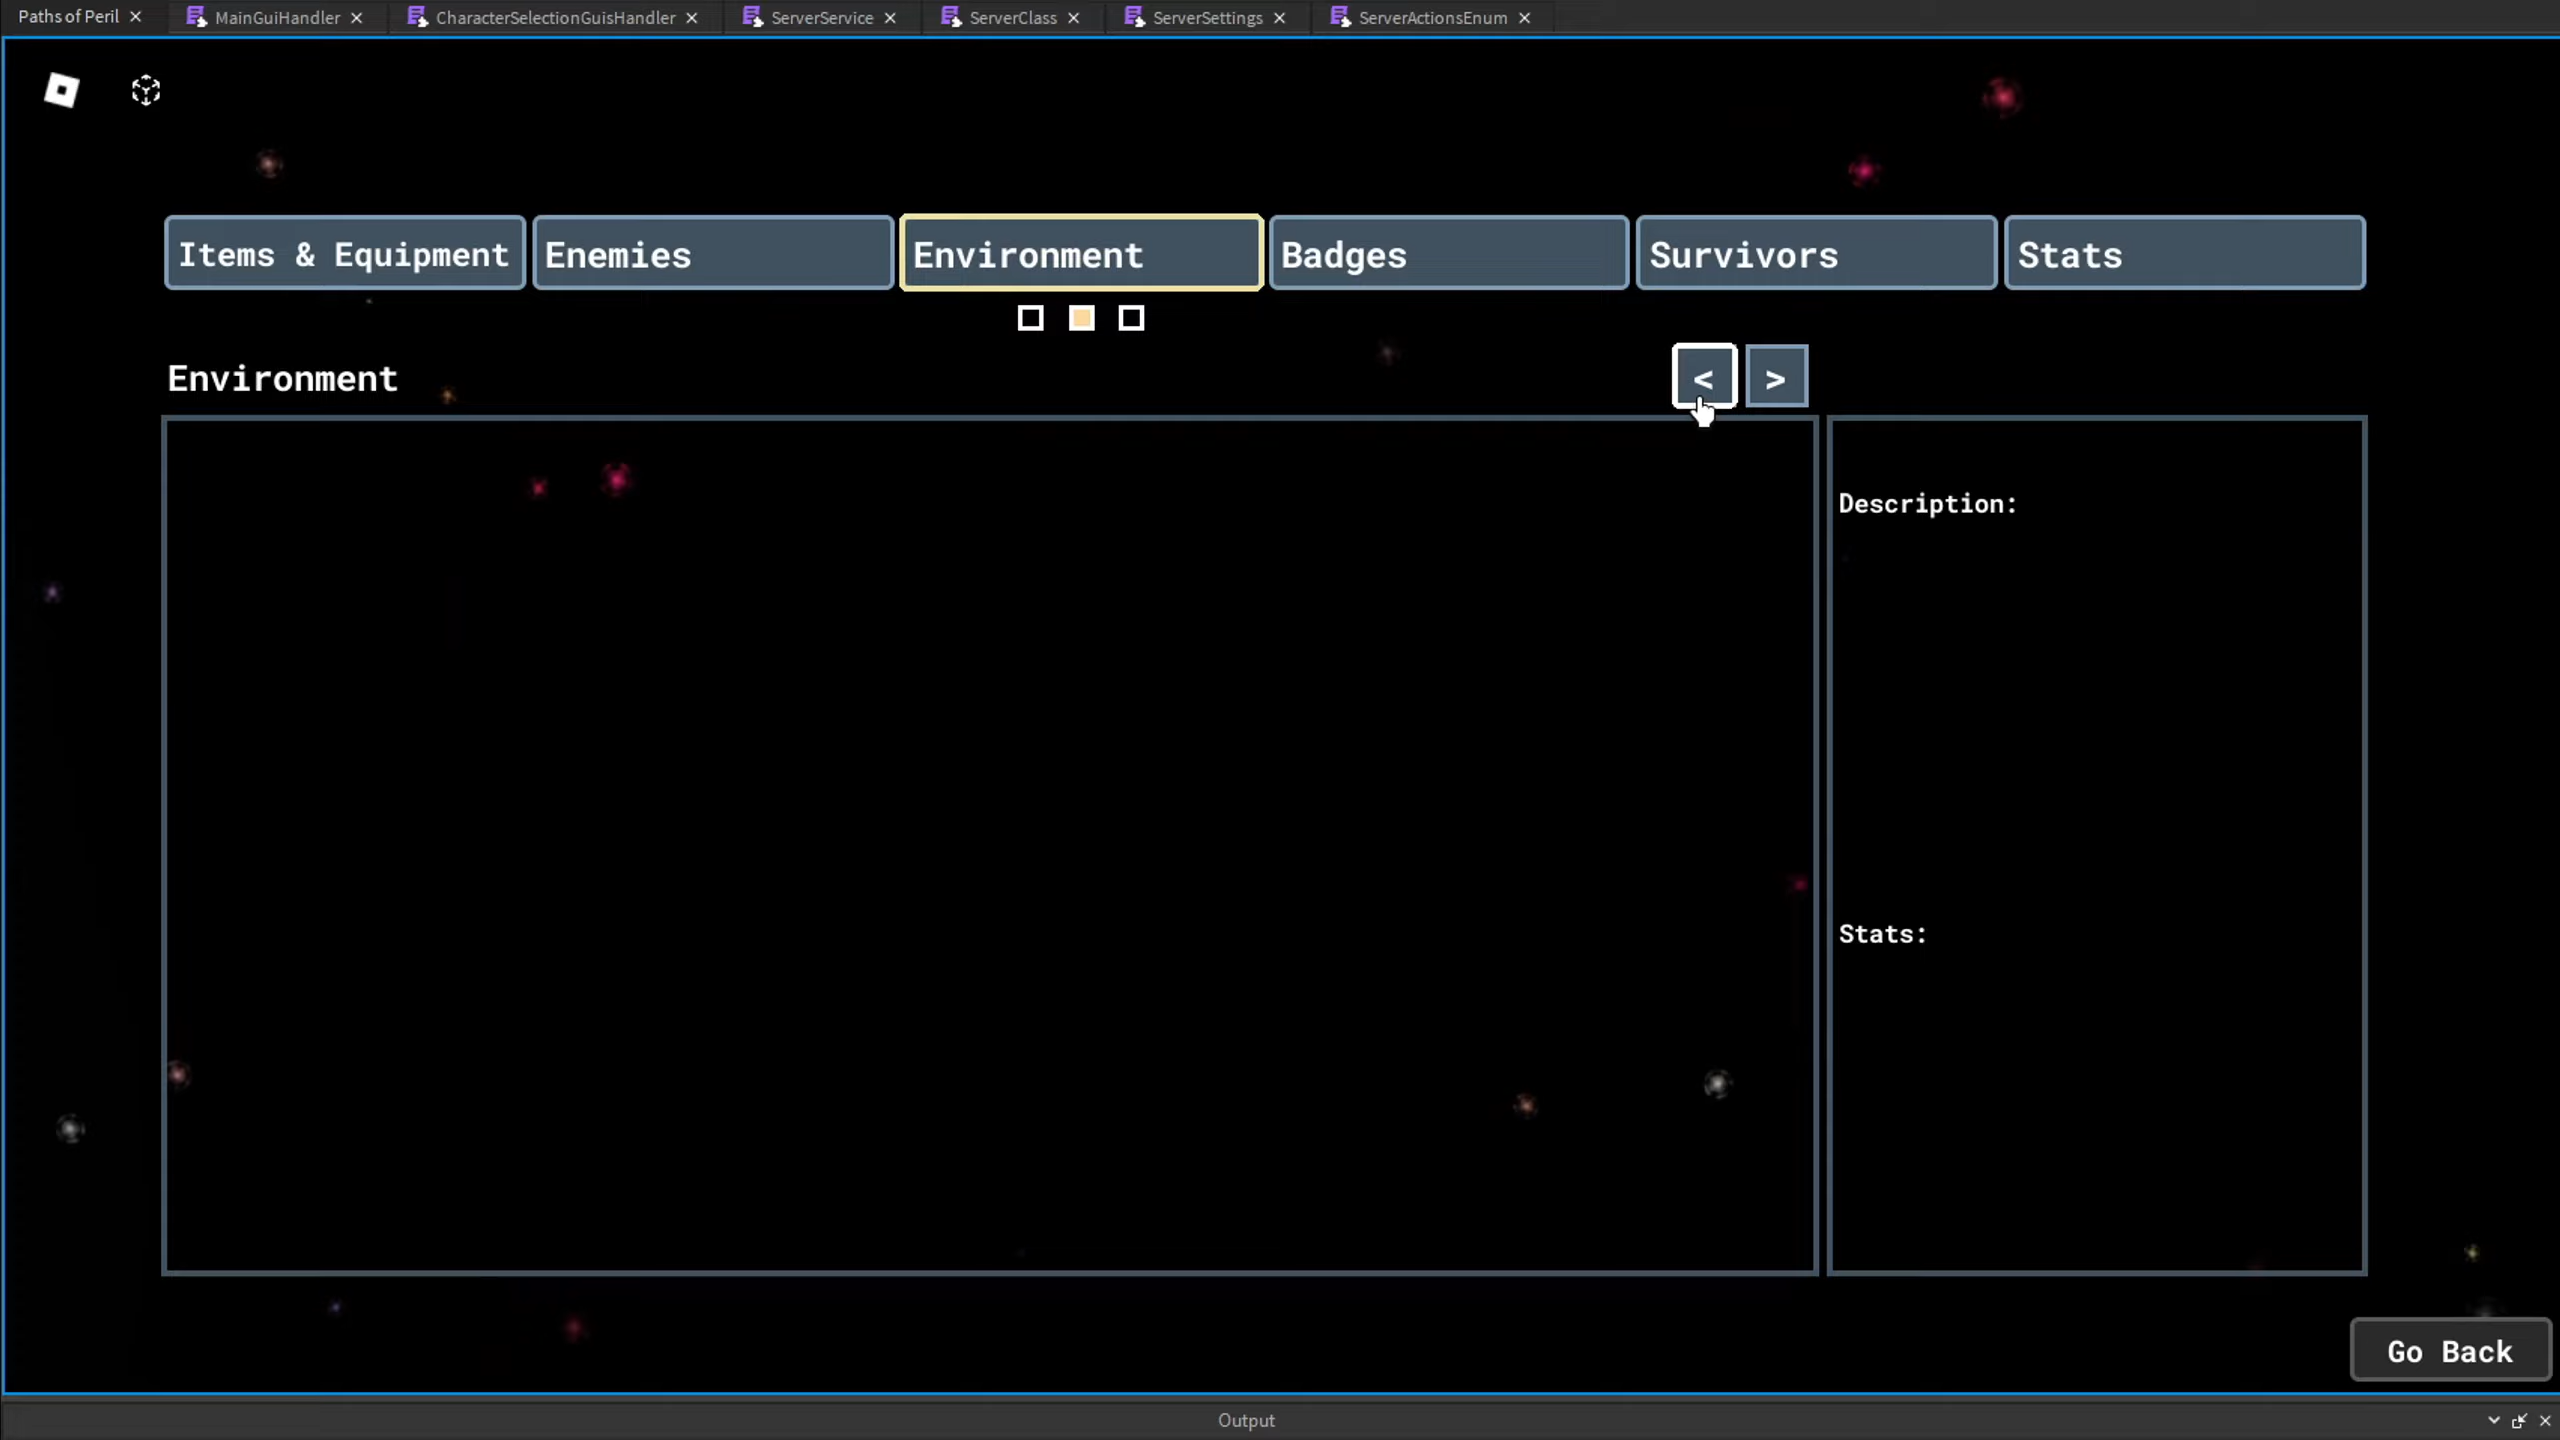 Paths of Peril
MainGuiHandler
CharacterSelectionGuisHandler
ServerService
ServerClass
ServerSettings
ServerActionsEnum
Items & Equipment
Enemies
Environment
Badges
Survivors
Stats
Environment
<
>
Description:
Stats:
Go Back
Output